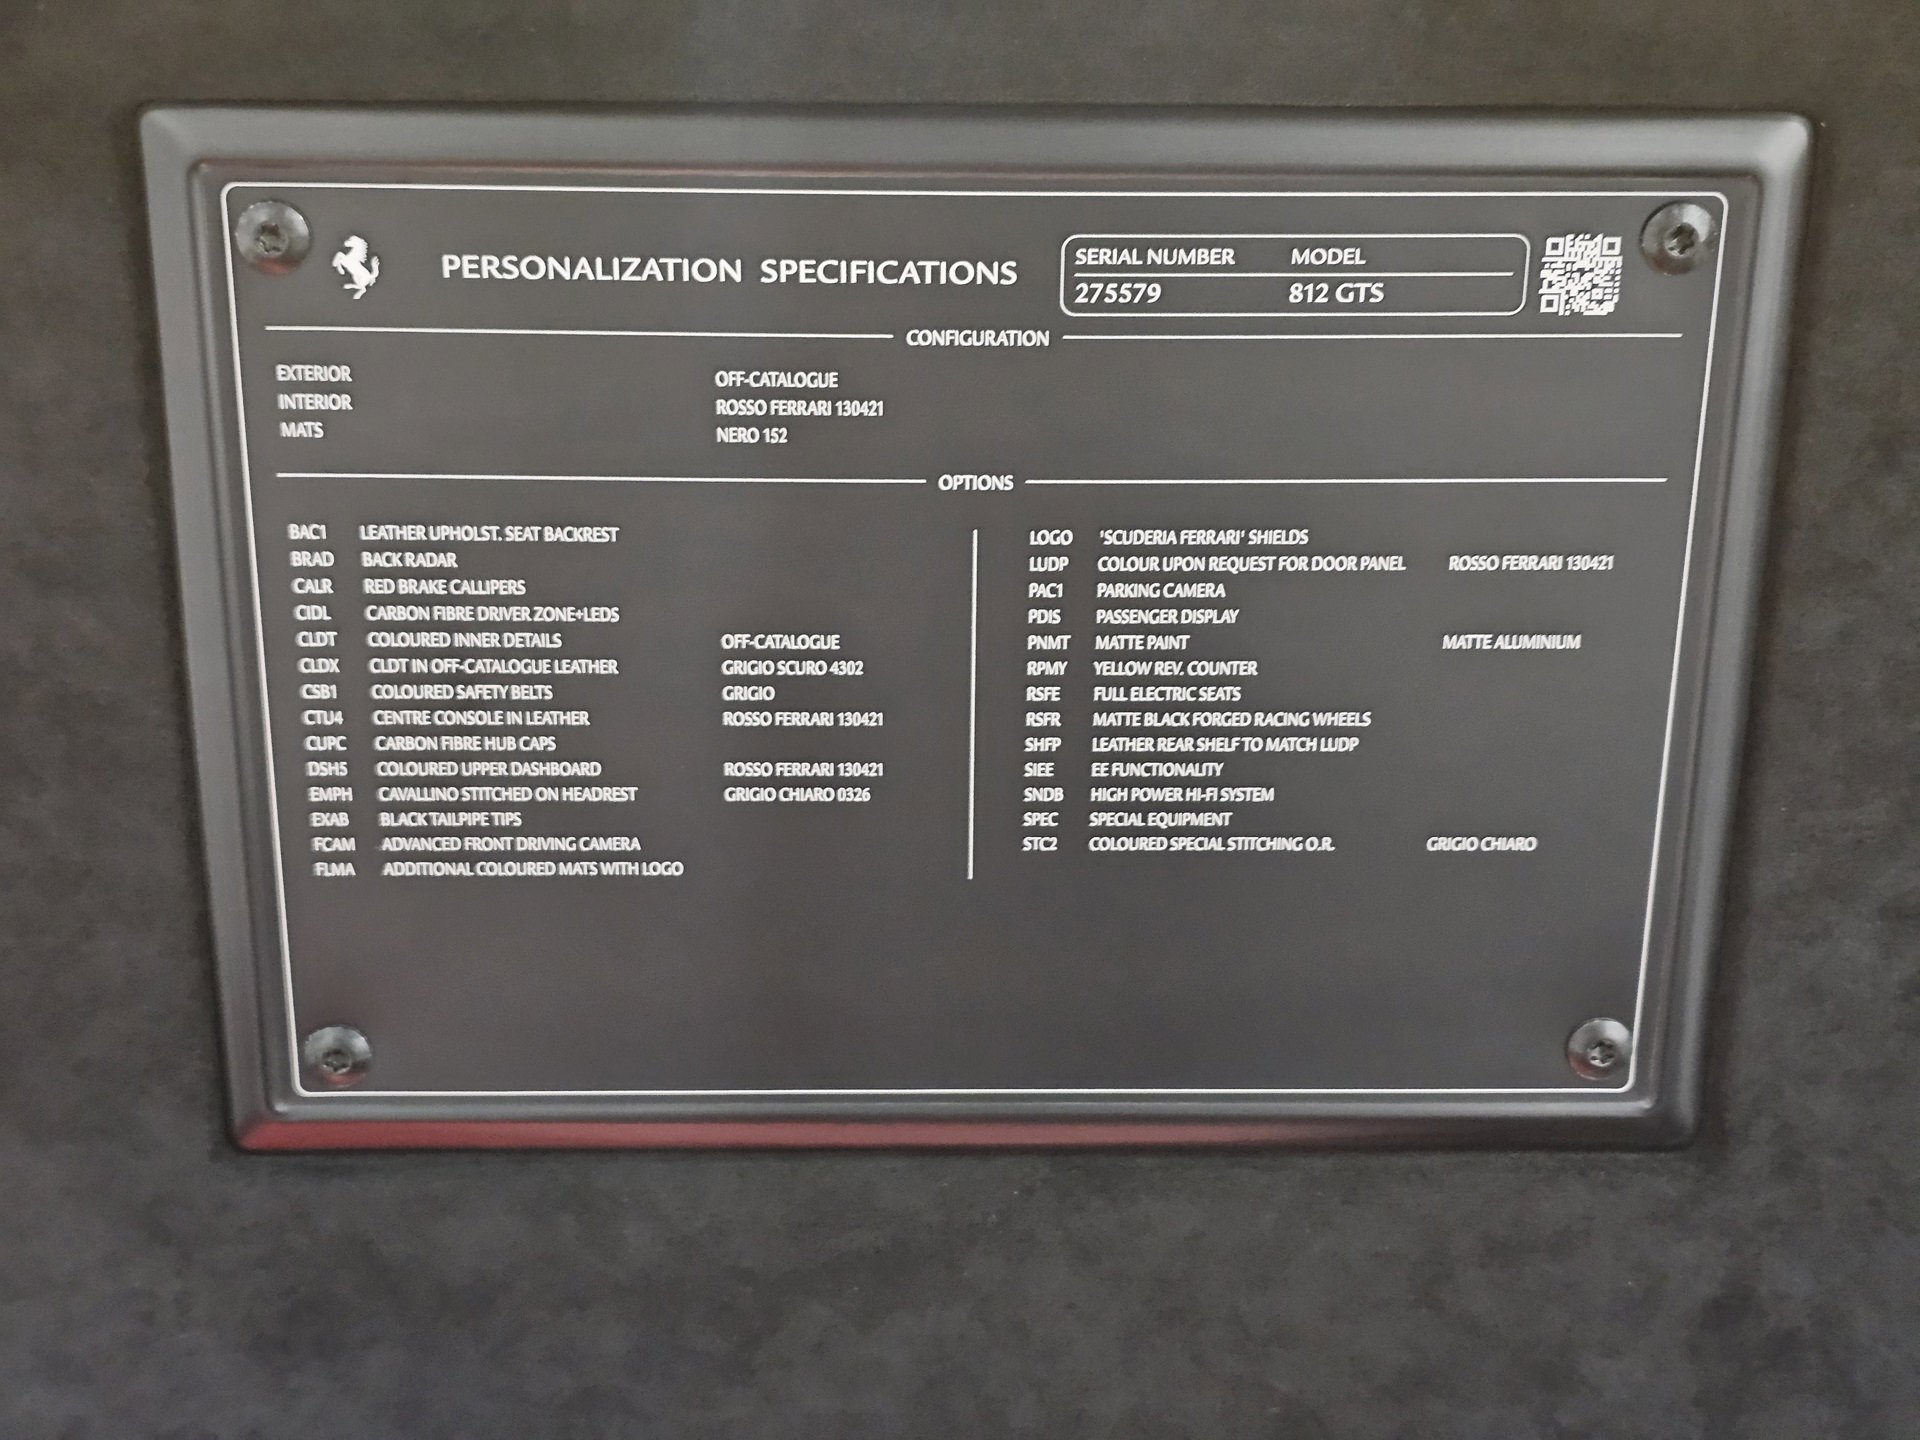 PERSONALIZATION SPECIFICATIONS
SERIAL NUMBER MODEL
275579 812 GTS
CONFIGURATION
EXTERIOR OFF-CATALOGUE
INTERIOR ROSSO FERRARI 130421
MATS NERO 152
OPTIONS
BAC1 LEATHER UPHOLST. SEAT BACKREST
BRAD BACK RADAR
CALR RED BRAKE CALLIPERS
CIDL CARBON FIBRE DRIVER ZONE+LEDS
CLDT COLOURED INNER DETAILS OFF-CATALOGUE
CLDX CLDT IN OFF-CATALOGUE LEATHER GRIGIO SCURO 4302
CSB1 COLOURED SAFETY BELTS GRIGIO
CTU4 CENTRE CONSOLE IN LEATHER ROSSO FERRARI 130421
CUPC CARBON FIBRE HUB CAPS
DSH5 COLOURED UPPER DASHBOARD ROSSO FERRARI 130421
EMPH CAVALLINO STITCHED ON HEADREST GRIGIO CHIARO 0326
EXAB BLACK TAILPIPE TIPS
FCAM ADVANCED FRONT DRIVING CAMERA
FLMA ADDITIONAL COLOURED MATS WITH LOGO
LOGO 'SCUDERIA FERRARI' SHIELDS
LUDP COLOUR UPON REQUEST FOR DOOR PANEL ROSSO FERRARI 130421
PAC1 PARKING CAMERA
PDIS PASSENGER DISPLAY
PNMT MATTE PAINT MATTE ALUMINIUM
RPMY YELLOW REV. COUNTER
RSFE FULL ELECTRIC SEATS
RSFR MATTE BLACK FORGED RACING WHEELS
SHFP LEATHER REAR SHELF TO MATCH LUDP
SIEE EE FUNCTIONALITY
SNDB HIGH POWER HI-FI SYSTEM
SPEC SPECIAL EQUIPMENT
STC2 COLOURED SPECIAL STITCHING O.R. GRIGIO CHIARO